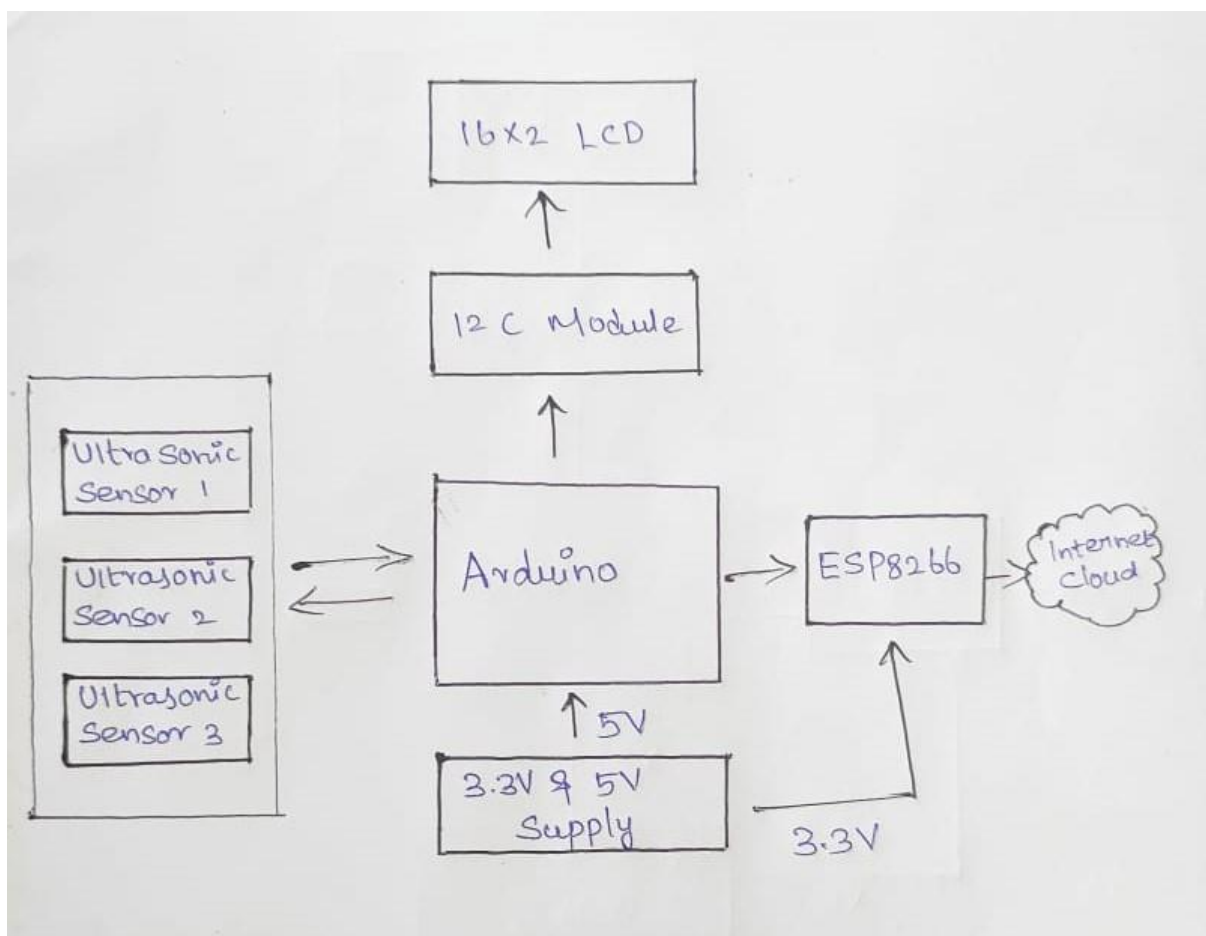 16x2 LCD
I2C Module
Ultra Sonic
Sensor 1
Ultrasonic
Sensor 2
Ultrasonic
Sensor 3
Arduino
ESP8266
Internet
Cloud
5V
3.3V & 5V
Supply
3.3V